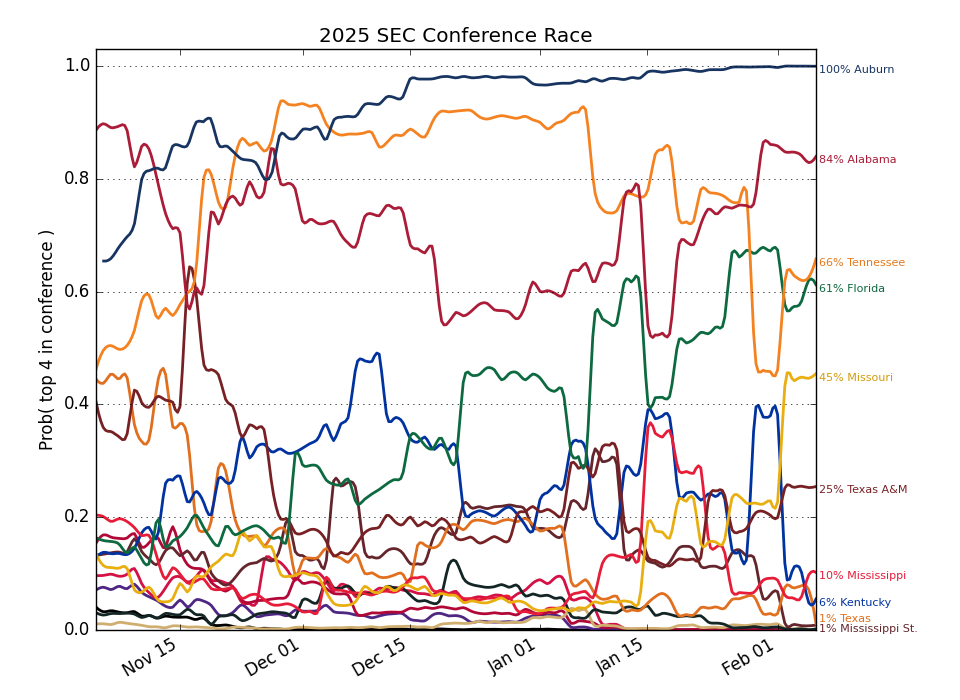 2025 SEC Conference Race
Prob( top 4 in conference )
1.0
0.8
0.6
0.4
0.2
0.0
Nov 15
Dec 01
Dec 15
Jan 01
Jan 15
Feb 01
100% Auburn
84% Alabama
66% Tennessee
61% Florida
45% Missouri
25% Texas A&M
10% Mississippi
6% Kentucky
1% Texas
1% Mississippi St.